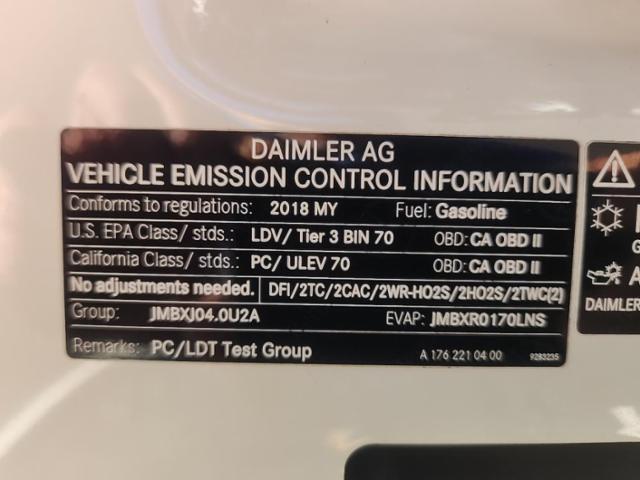 DAIMLER AG
VEHICLE EMISSION CONTROL INFORMATION
Conforms to regulations: 2018 MY Fuel: Gasoline
U.S. EPA Class/ stds.: LDV/ Tier 3 BIN 70 OBD: CA OBD II
California Class/ stds.: PC/ ULEV 70 OBD: CA OBD II
No adjustments needed. DFI/2TC/2CAC/2WR-HO2S/2HO2S/2TWC(2)
Group: JMBXJ04.0U2A EVAP: JMBXR0170LNS
Remarks: PC/LDT Test Group A 176 221 04 00 9283235
DAIMLER